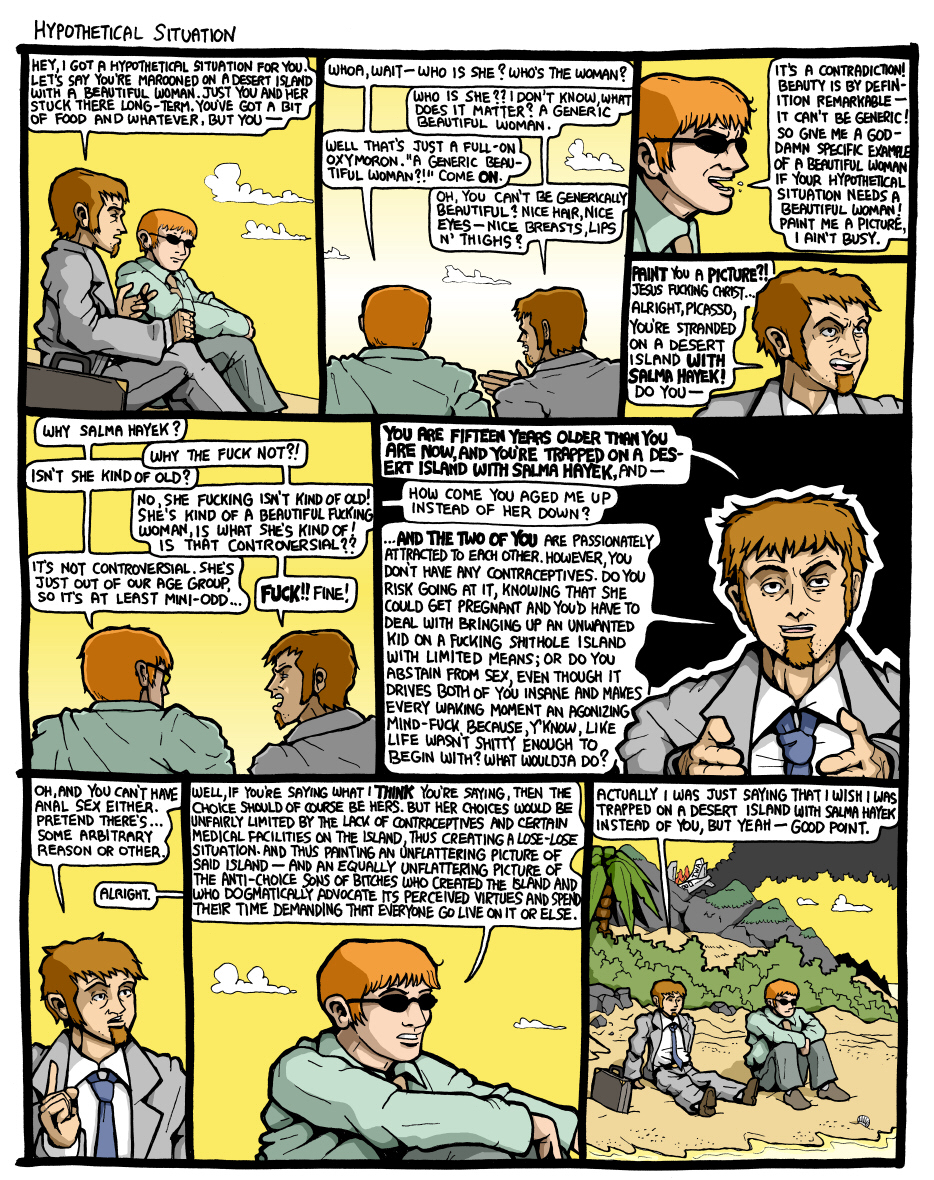 HYPOTHETICAL SITUATION
HEY, I GOT A HYPOTHETICAL SITUATION FOR YOU.
LET'S SAY YOU'RE MAROONED ON A DESERT ISLAND
WITH A BEAUTIFUL WOMAN. JUST YOU AND HER
STUCK THERE LONG-TERM. YOU'VE GOT A BIT
OF FOOD AND WHATEVER, BUT YOU—
WHOA, WAIT— WHO IS SHE? WHO'S THE WOMAN?
WHO IS SHE?? I DON'T KNOW, WHAT
DOES IT MATTER? A GENERIC
BEAUTIFUL WOMAN.
WELL THAT'S JUST A FULL-ON
OXYMORON. "A GENERIC BEAU-
TIFUL WOMAN?!" COME ON.
OH, YOU CAN'T BE GENERICALLY
BEAUTIFUL? NICE HAIR, NICE
EYES— NICE BREASTS, LIPS
N' THIGHS?
IT'S A CONTRADICTION!
BEAUTY IS BY DEFIN-
ITION REMARKABLE—
IT CAN'T BE GENERIC!
SO GIVE ME A GOD-
DAMN SPECIFIC EXAMPLE
OF A BEAUTIFUL WOMAN
IF YOUR HYPOTHETICAL
SITUATION NEEDS A
BEAUTIFUL WOMAN!
PAINT ME A PICTURE,
I AIN'T BUSY.
PAINT YOU A PICTURE?!
JESUS FUCKING CHRIST...
ALRIGHT, PICASSO,
YOU'RE STRANDED
ON A DESERT
ISLAND WITH
SALMA HAYEK!
DO YOU—
WHY SALMA HAYEK?
WHY THE FUCK NOT?!
ISN'T SHE KIND OF OLD?
NO, SHE FUCKING ISN'T KIND OF OLD!
SHE'S KIND OF A BEAUTIFUL FUCKING
WOMAN, IS WHAT SHE'S KIND OF!
IS THAT CONTROVERSIAL??
IT'S NOT CONTROVERSIAL. SHE'S
JUST OUT OF OUR AGE GROUP,
SO IT'S AT LEAST MINI-ODD...
FUCK!! FINE!
YOU ARE FIFTEEN YEARS OLDER THAN YOU
ARE NOW, AND YOU'RE TRAPPED ON A DES-
ERT ISLAND WITH SALMA HAYEK, AND—
HOW COME YOU AGED ME UP
INSTEAD OF HER DOWN?
...AND THE TWO OF YOU ARE PASSIONATELY
ATTRACTED TO EACH OTHER. HOWEVER, YOU
DON'T HAVE ANY CONTRACEPTIVES. DO YOU
RISK GOING AT IT, KNOWING THAT SHE
COULD GET PREGNANT AND YOU'D HAVE TO
DEAL WITH BRINGING UP AN UNWANTED
KID ON A FUCKING SHITHOLE ISLAND
WITH LIMITED MEANS; OR DO YOU
ABSTAIN FROM SEX, EVEN THOUGH IT
DRIVES BOTH OF YOU INSANE AND MAKES
EVERY WAKING MOMENT AN AGONIZING
MIND-FUCK BECAUSE, Y'KNOW, LIKE
LIFE WASN'T SHITTY ENOUGH TO
BEGIN WITH? WHAT WOULDJA DO?
OH, AND YOU CAN'T HAVE
ANAL SEX EITHER.
PRETEND THERE'S...
SOME ARBITRARY
REASON OR OTHER.
ALRIGHT.
WELL, IF YOU'RE SAYING WHAT I THINK YOU'RE SAYING, THEN THE
CHOICE SHOULD OF COURSE BE HERS. BUT HER CHOICES WOULD BE
UNFAIRLY LIMITED BY THE LACK OF CONTRACEPTIVES AND CERTAIN
MEDICAL FACILITIES ON THE ISLAND, THUS CREATING A LOSE-LOSE
SITUATION. AND THUS PAINTING AN UNFLATTERING PICTURE OF
SAID ISLAND— AND AN EQUALLY UNFLATTERING PICTURE OF
THE ANTI-CHOICE SONS OF BITCHES WHO CREATED THE ISLAND AND
WHO DOGMATICALLY ADVOCATE ITS PERCEIVED VIRTUES AND SPEND
THEIR TIME DEMANDING THAT EVERYONE GO LIVE ON IT OR ELSE.
ACTUALLY I WAS JUST SAYING THAT I WISH I WAS
TRAPPED ON A DESERT ISLAND WITH SALMA HAYEK
INSTEAD OF YOU, BUT YEAH— GOOD POINT.